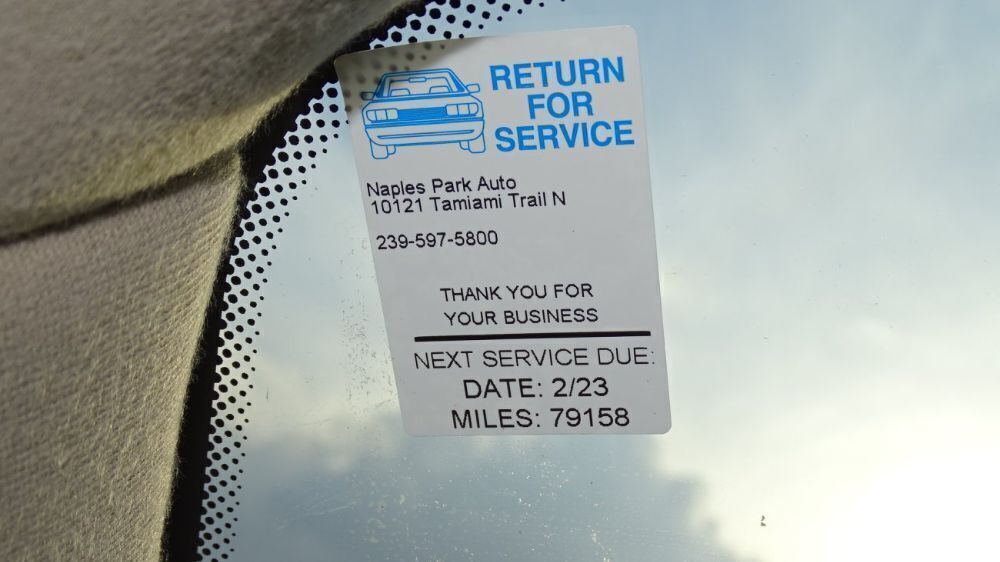 RETURN
FOR
SERVICE
Naples Park Auto
10121 Tamiami Trail N
239-597-5800
THANK YOU FOR
YOUR BUSINESS
NEXT SERVICE DUE:
DATE: 2/23
MILES: 79158